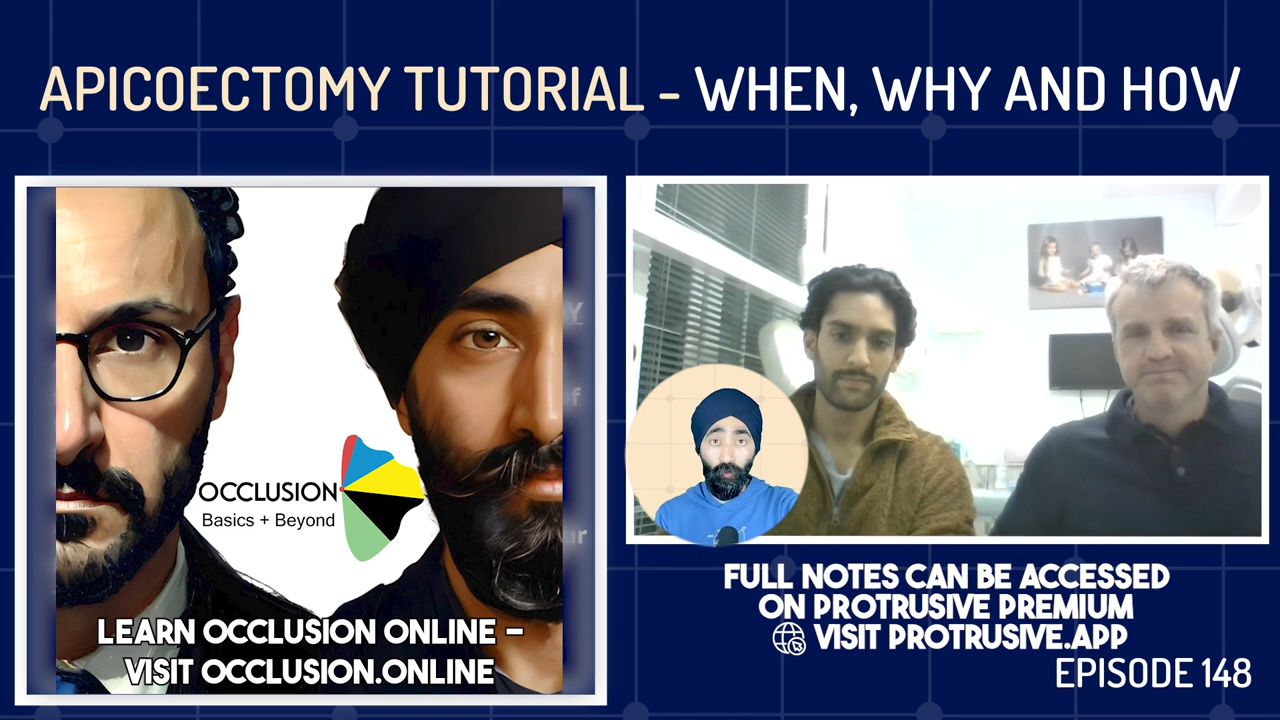 APICOECTOMY TUTORIAL - WHEN, WHY AND HOW
OCCLUSION
Basics + Beyond
LEARN OCCLUSION ONLINE -
VISIT OCCLUSION.ONLINE
FULL NOTES CAN BE ACCESSED
ON PROTRUSIVE PREMIUM
VISIT PROTRUSIVE.APP
EPISODE 148